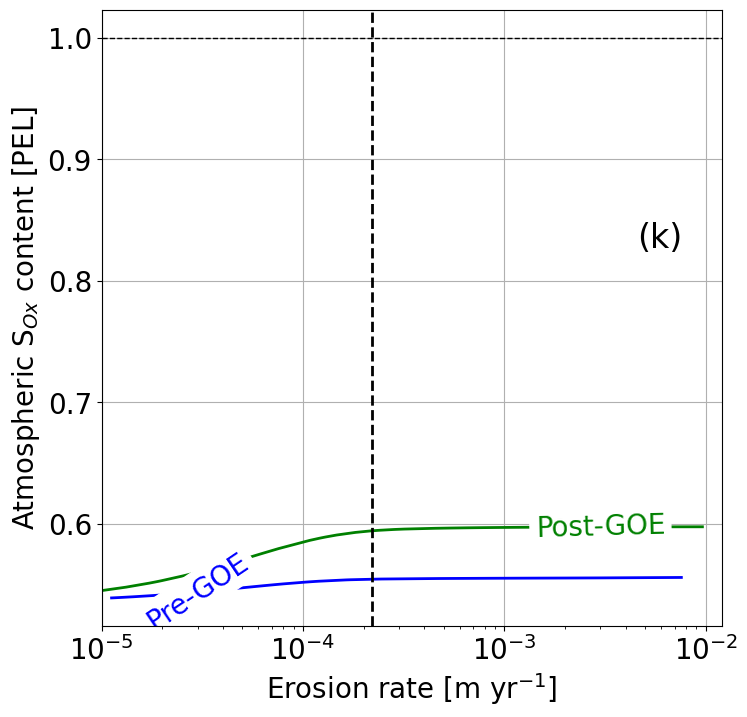 Atmospheric S_Ox content [PEL]
1.0
0.9
0.8
0.7
0.6
(k)
Post-GOE
Pre-GOE
10⁻⁵
10⁻⁴
10⁻³
10⁻²
Erosion rate [m yr⁻¹]